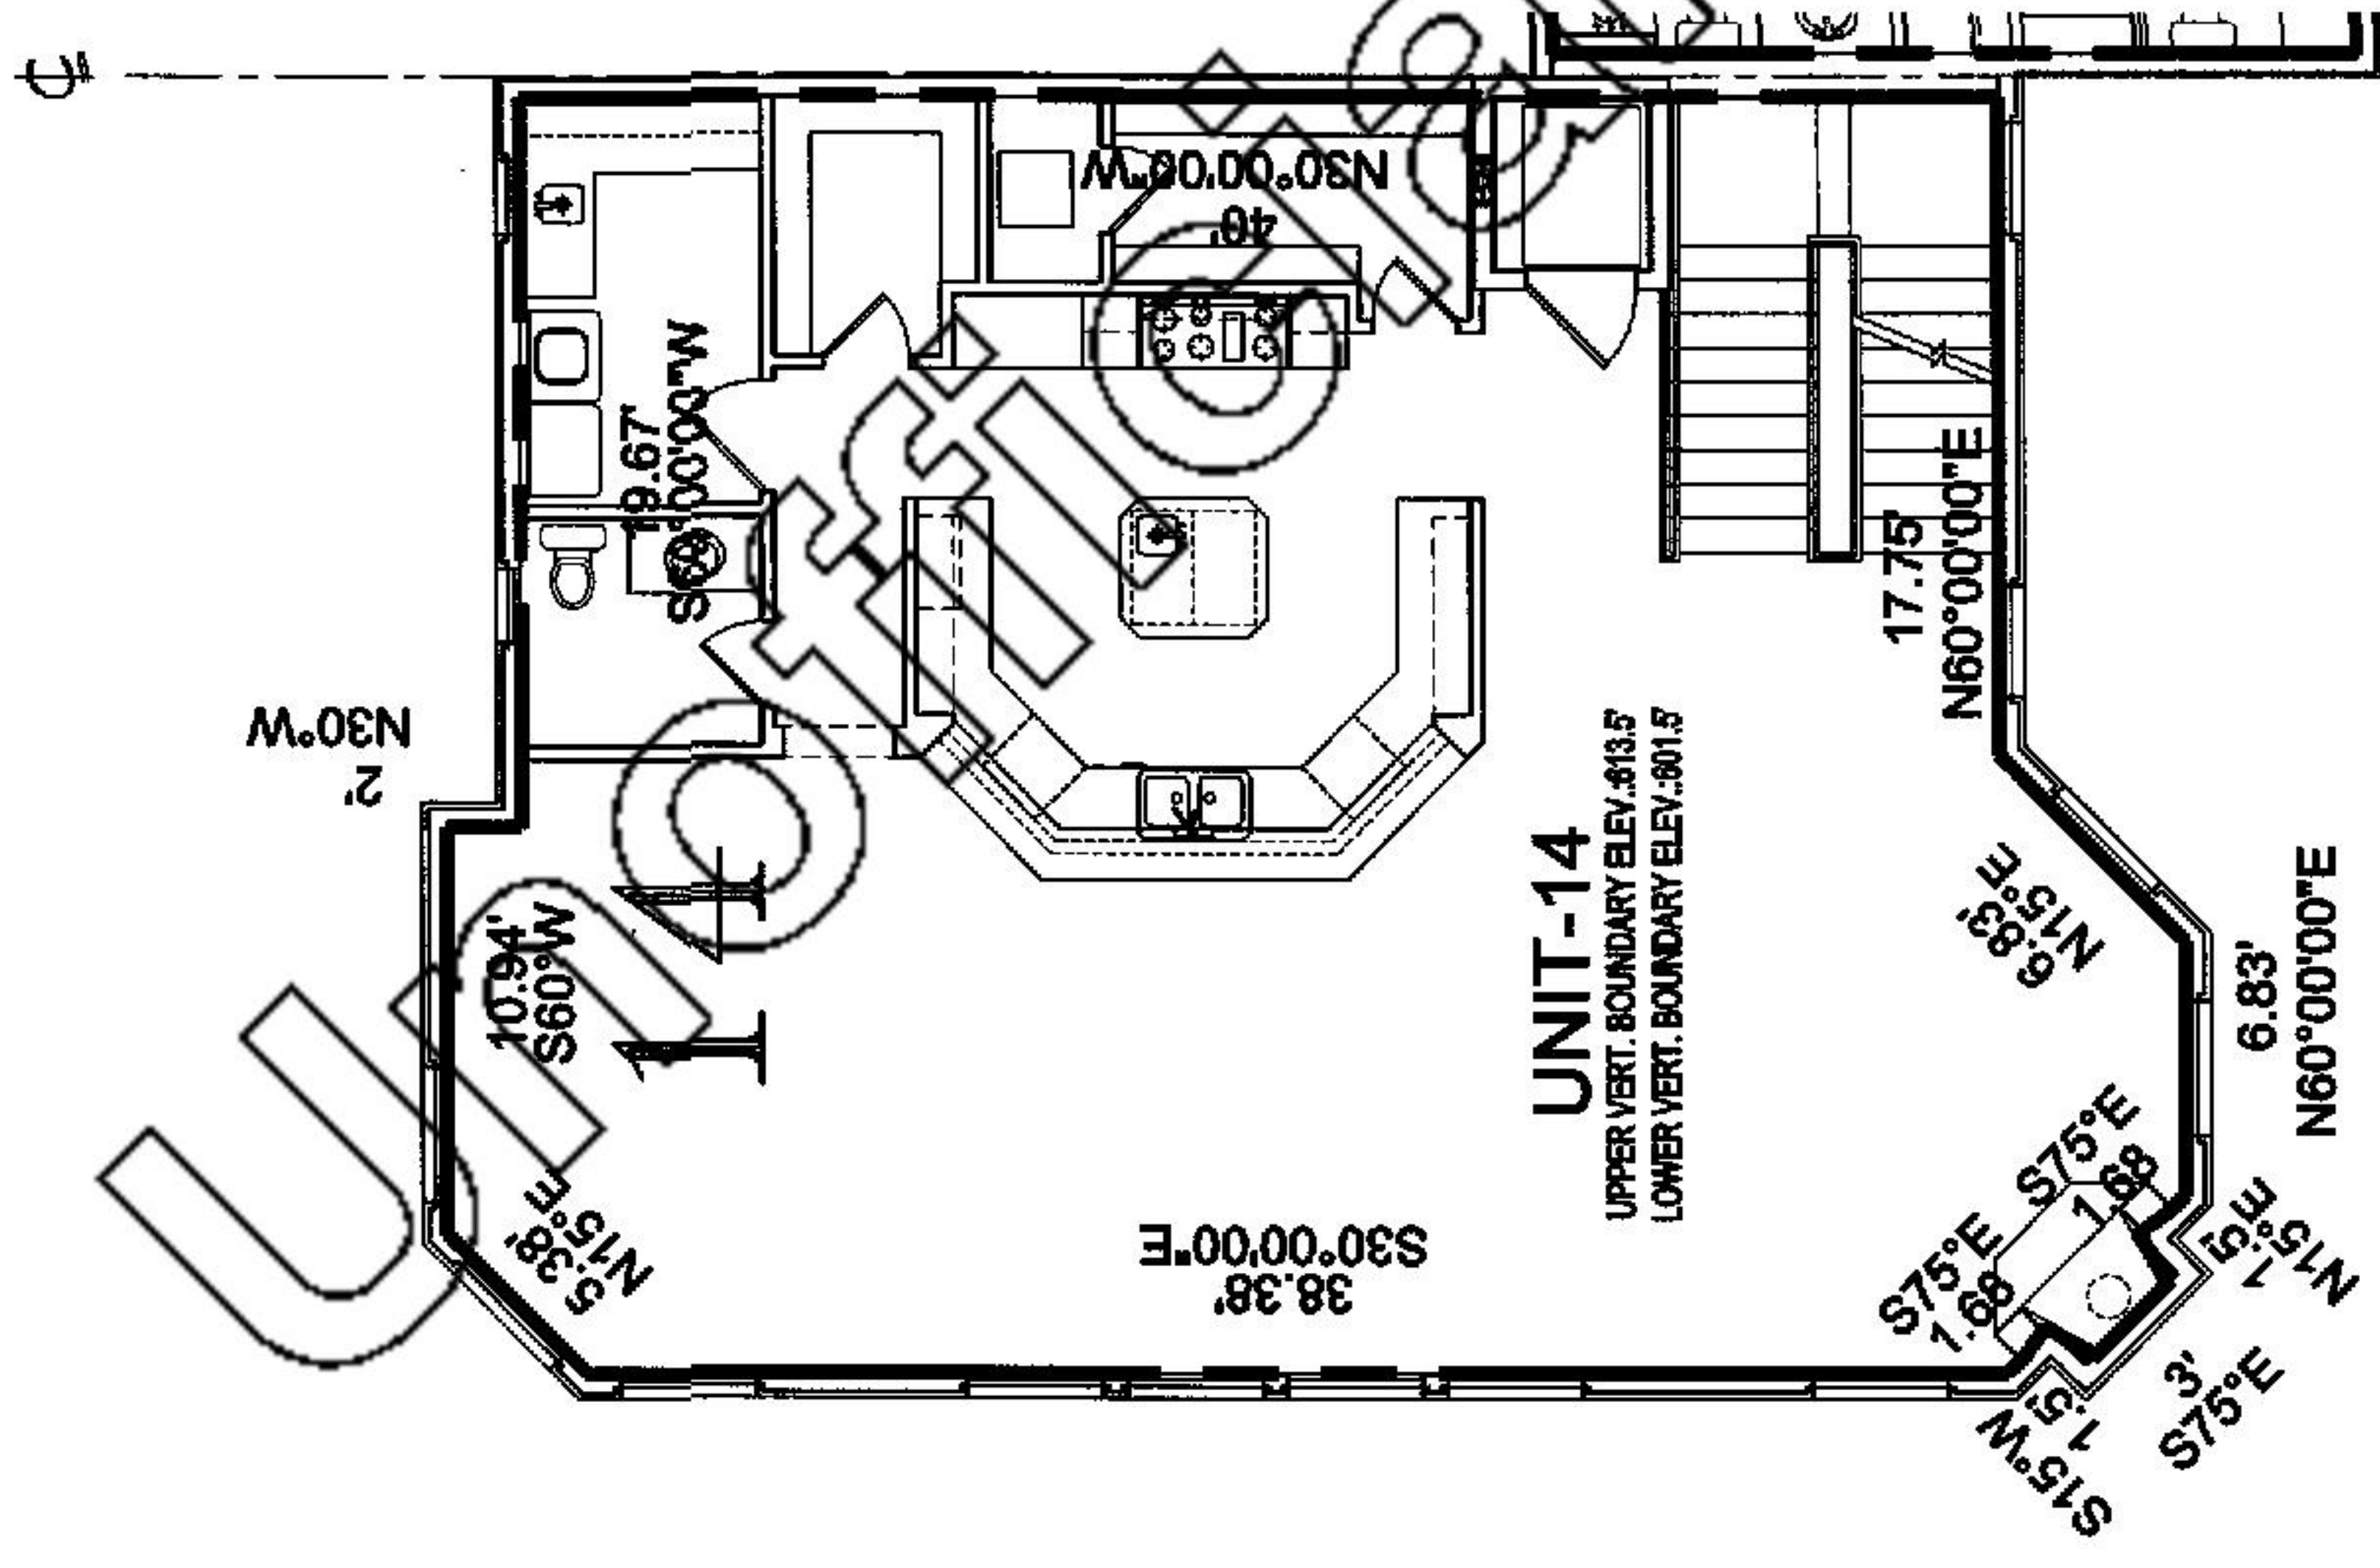 N30°00'00"W
40'
19.67'
S60°00'00"W
N30°W
2'
10.94'
S60°W
5.38'
N15°E
17.75'
N60°00'00"E
UNIT-14
UPPER VERT. BOUNDARY ELEV.:613.5'
LOWER VERT. BOUNDARY ELEV.:601.5'
6.83'
N15°E
6.83'
N60°00'00"E
S30°00'00"E
38.38'
S75°E
1.68
S75°E
1.68
1.5'
N15°E
3'
S75°E
1.5'
S15°W
Unofficia